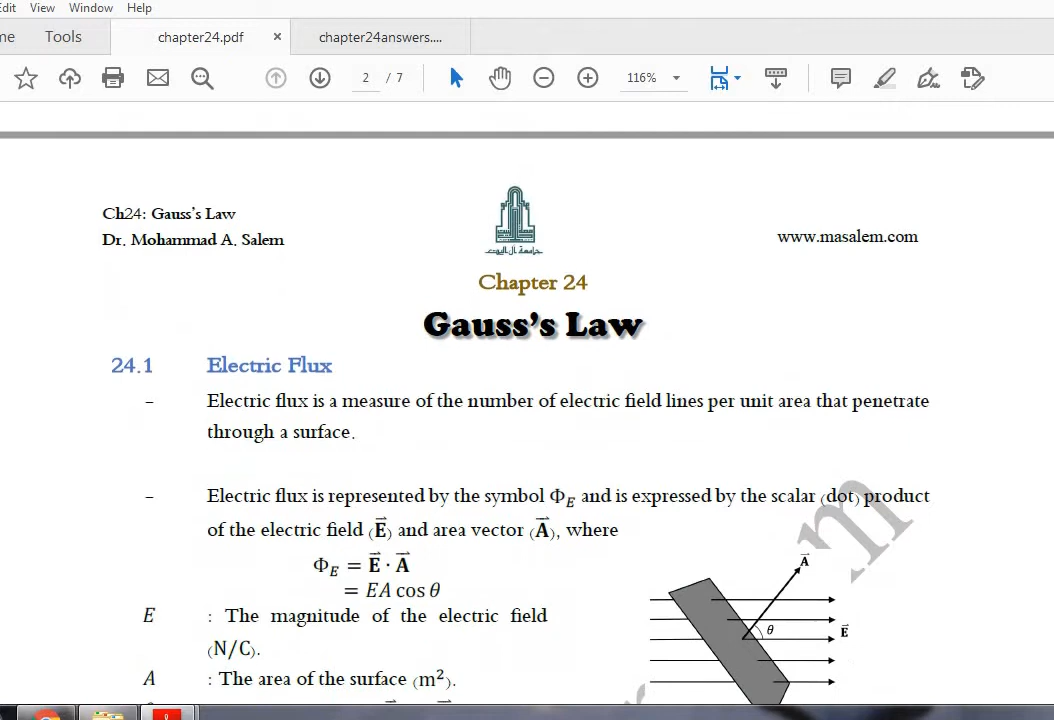 Edit View Window Help
me Tools chapter24.pdf × chapter24answers....
2 / 7 116%
Ch24: Gauss's Law
Dr. Mohammad A. Salem
جامعة آل البيت
www.masalem.com
Chapter 24
Gauss's Law
24.1 Electric Flux
– Electric flux is a measure of the number of electric field lines per unit area that penetrate
through a surface.
– Electric flux is represented by the symbol Φ_E and is expressed by the scalar (dot) product
of the electric field (E⃗) and area vector (A⃗), where
Φ_E = E⃗ · A⃗
= EA cos θ
E : The magnitude of the electric field
(N/C).
A : The area of the surface (m²).
A⃗
θ
E⃗
m